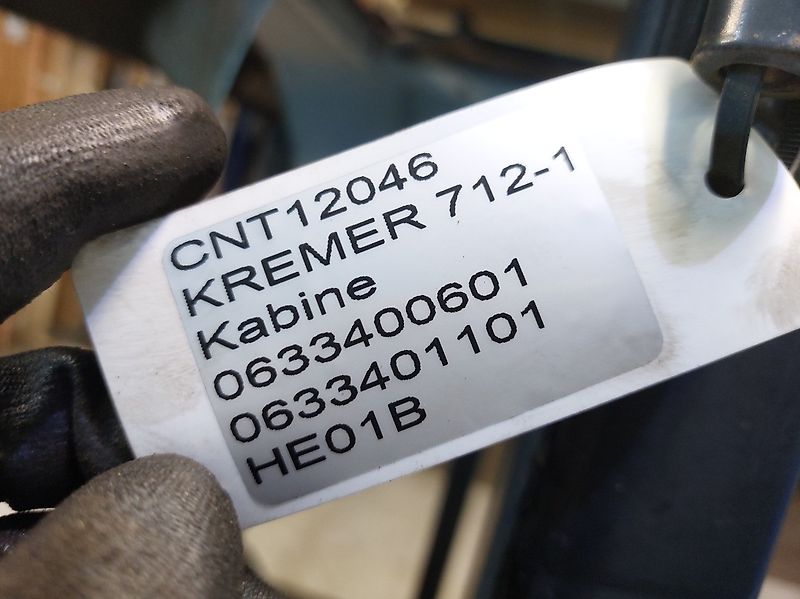 CNT12046
KREMER 712-1
Kabine
0633400601
0633401101
HE01B